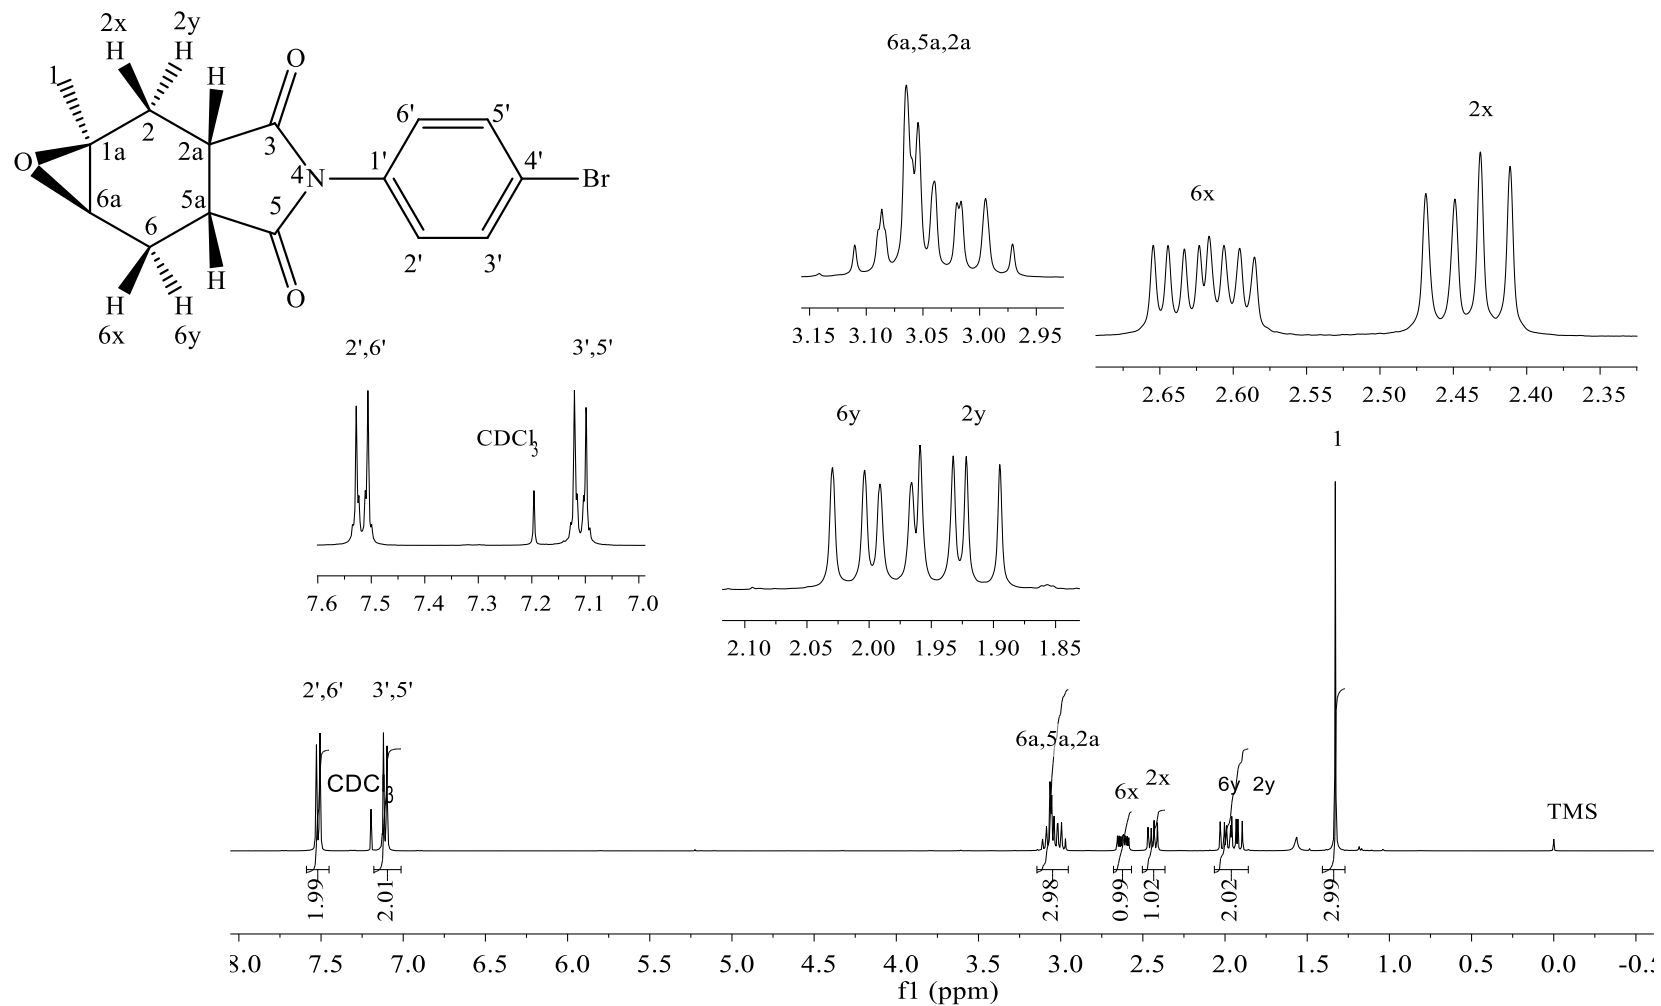 2x 2y
H H
1 H O
O 1a 2 2a 3 6' 5'
4 N 1' 4' Br
6a 5a 5
6 2' 3'
H H H O
6x 6y
6a,5a,2a
3.15 3.10 3.05 3.00 2.95
6x 2x
2.65 2.60 2.55 2.50 2.45 2.40 2.35
2',6' 3',5'
CDCl3
7.6 7.5 7.4 7.3 7.2 7.1 7.0
6y 2y
2.10 2.05 2.00 1.95 1.90 1.85
1
2',6' 3',5'
CDCl3
6a,5a,2a
6x 2x
6y 2y
TMS
1.99 2.01 2.98 0.99 1.02 2.02 2.99
8.0 7.5 7.0 6.5 6.0 5.5 5.0 4.5 4.0 3.5 3.0 2.5 2.0 1.5 1.0 0.5 0.0
f1 (ppm)